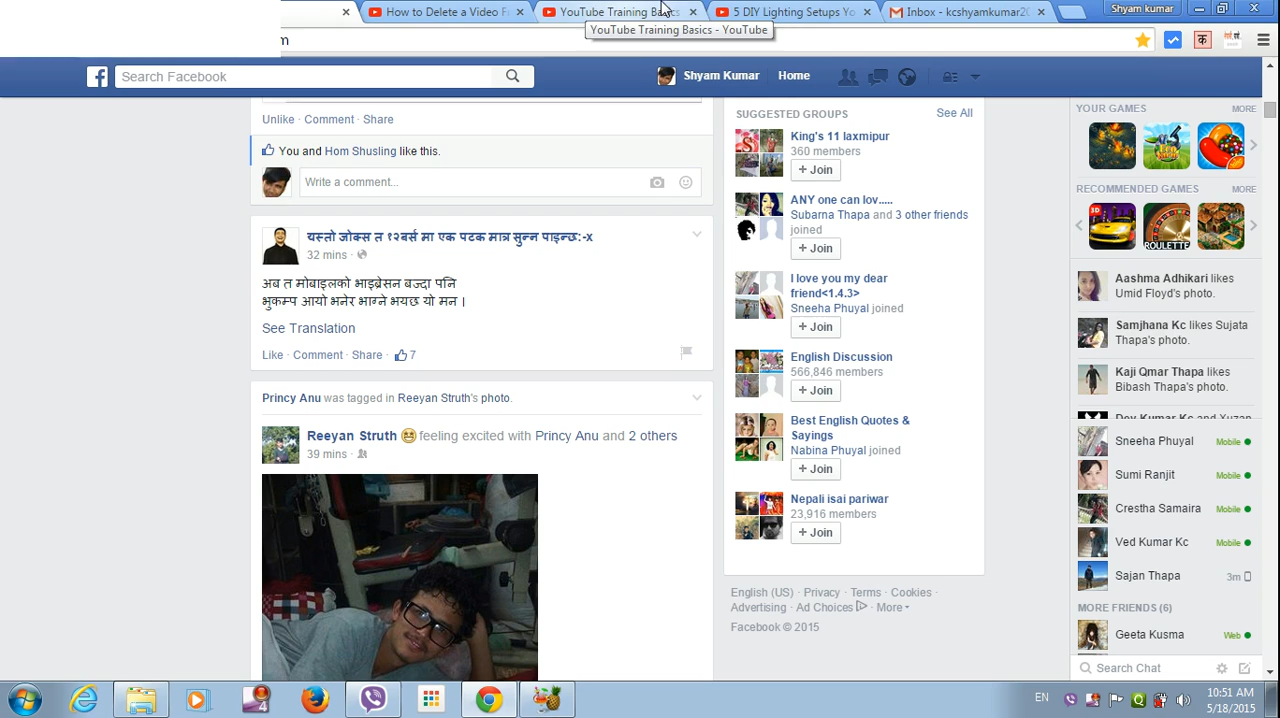 How to Delete a Video F
YouTube Training Basics
5 DIY Lighting Setups Yo
Inbox - kcshyamkumar20
Shyam kumar
YouTube Training Basics - YouTube
m
Search Facebook
Shyam Kumar
Home
Unlike · Comment · Share
You and Hom Shusling like this.
Write a comment...
यस्तो जोक्स त १२बर्से मा एक पटक मात्र सुन्न पाइन्छ:-x
32 mins ·
अब त मोबाइलको भाइब्रेसन बज्दा पनि
भुकम्प आयो भनेर भाग्ने भयछ यो मन ।
See Translation
Like · Comment · Share · 7
Princy Anu was tagged in Reeyan Struth's photo.
Reeyan Struth feeling excited with Princy Anu and 2 others
39 mins ·
SUGGESTED GROUPS
See All
King's 11 laxmipur
360 members
+ Join
ANY one can lov.....
Subarna Thapa and 3 other friends
joined
+ Join
I love you my dear
friend<1.4.3>
Sneeha Phuyal joined
+ Join
English Discussion
566,846 members
+ Join
Best English Quotes &
Sayings
Nabina Phuyal joined
+ Join
Nepali isai pariwar
23,916 members
+ Join
English (US) · Privacy · Terms · Cookies ·
Advertising · Ad Choices · More
Facebook © 2015
YOUR GAMES
MORE
RECOMMENDED GAMES
MORE
3D
ROULETTE
Aashma Adhikari likes
Umid Floyd's photo.
Samjhana Kc likes Sujata
Thapa's photo.
Kaji Qmar Thapa likes
Bibash Thapa's photo.
Dev Kumar Kc and Xuzan
Sneeha Phuyal
Mobile
Sumi Ranjit
Crestha Samaira
Mobile
Ved Kumar Kc
Mobile
Sajan Thapa
3m
MORE FRIENDS (6)
Geeta Kusma
Web
Search Chat
4
EN
10:51 AM
5/18/2015